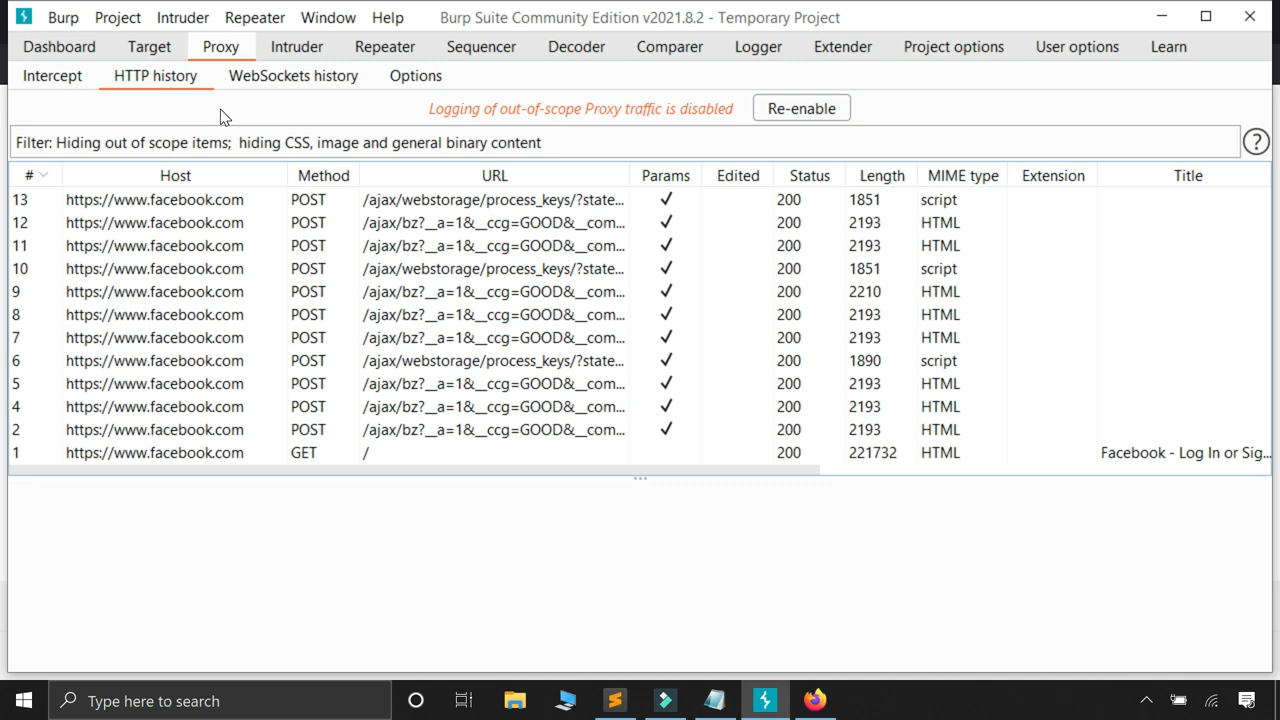 Burp Project Intruder Repeater Window Help Burp Suite Community Edition v2021.8.2 - Temporary Project
Dashboard Target Proxy Intruder Repeater Sequencer Decoder Comparer Logger Extender Project options User options Learn
Intercept HTTP history WebSockets history Options
Logging of out-of-scope Proxy traffic is disabled Re-enable
Filter: Hiding out of scope items; hiding CSS, image and general binary content ?
# Host Method URL Params Edited Status Length MIME type Extension Title
13 https://www.facebook.com POST /ajax/webstorage/process_keys/?state... ✓ 200 1851 script
12 https://www.facebook.com POST /ajax/bz?__a=1&__ccg=GOOD&__com... ✓ 200 2193 HTML
11 https://www.facebook.com POST /ajax/bz?__a=1&__ccg=GOOD&__com... ✓ 200 2193 HTML
10 https://www.facebook.com POST /ajax/webstorage/process_keys/?state... ✓ 200 1851 script
9 https://www.facebook.com POST /ajax/bz?__a=1&__ccg=GOOD&__com... ✓ 200 2210 HTML
8 https://www.facebook.com POST /ajax/bz?__a=1&__ccg=GOOD&__com... ✓ 200 2193 HTML
7 https://www.facebook.com POST /ajax/bz?__a=1&__ccg=GOOD&__com... ✓ 200 2193 HTML
6 https://www.facebook.com POST /ajax/webstorage/process_keys/?state... ✓ 200 1890 script
5 https://www.facebook.com POST /ajax/bz?__a=1&__ccg=GOOD&__com... ✓ 200 2193 HTML
4 https://www.facebook.com POST /ajax/bz?__a=1&__ccg=GOOD&__com... ✓ 200 2193 HTML
2 https://www.facebook.com POST /ajax/bz?__a=1&__ccg=GOOD&__com... ✓ 200 2193 HTML
1 https://www.facebook.com GET / 200 221732 HTML Facebook - Log In or Sig...
Type here to search